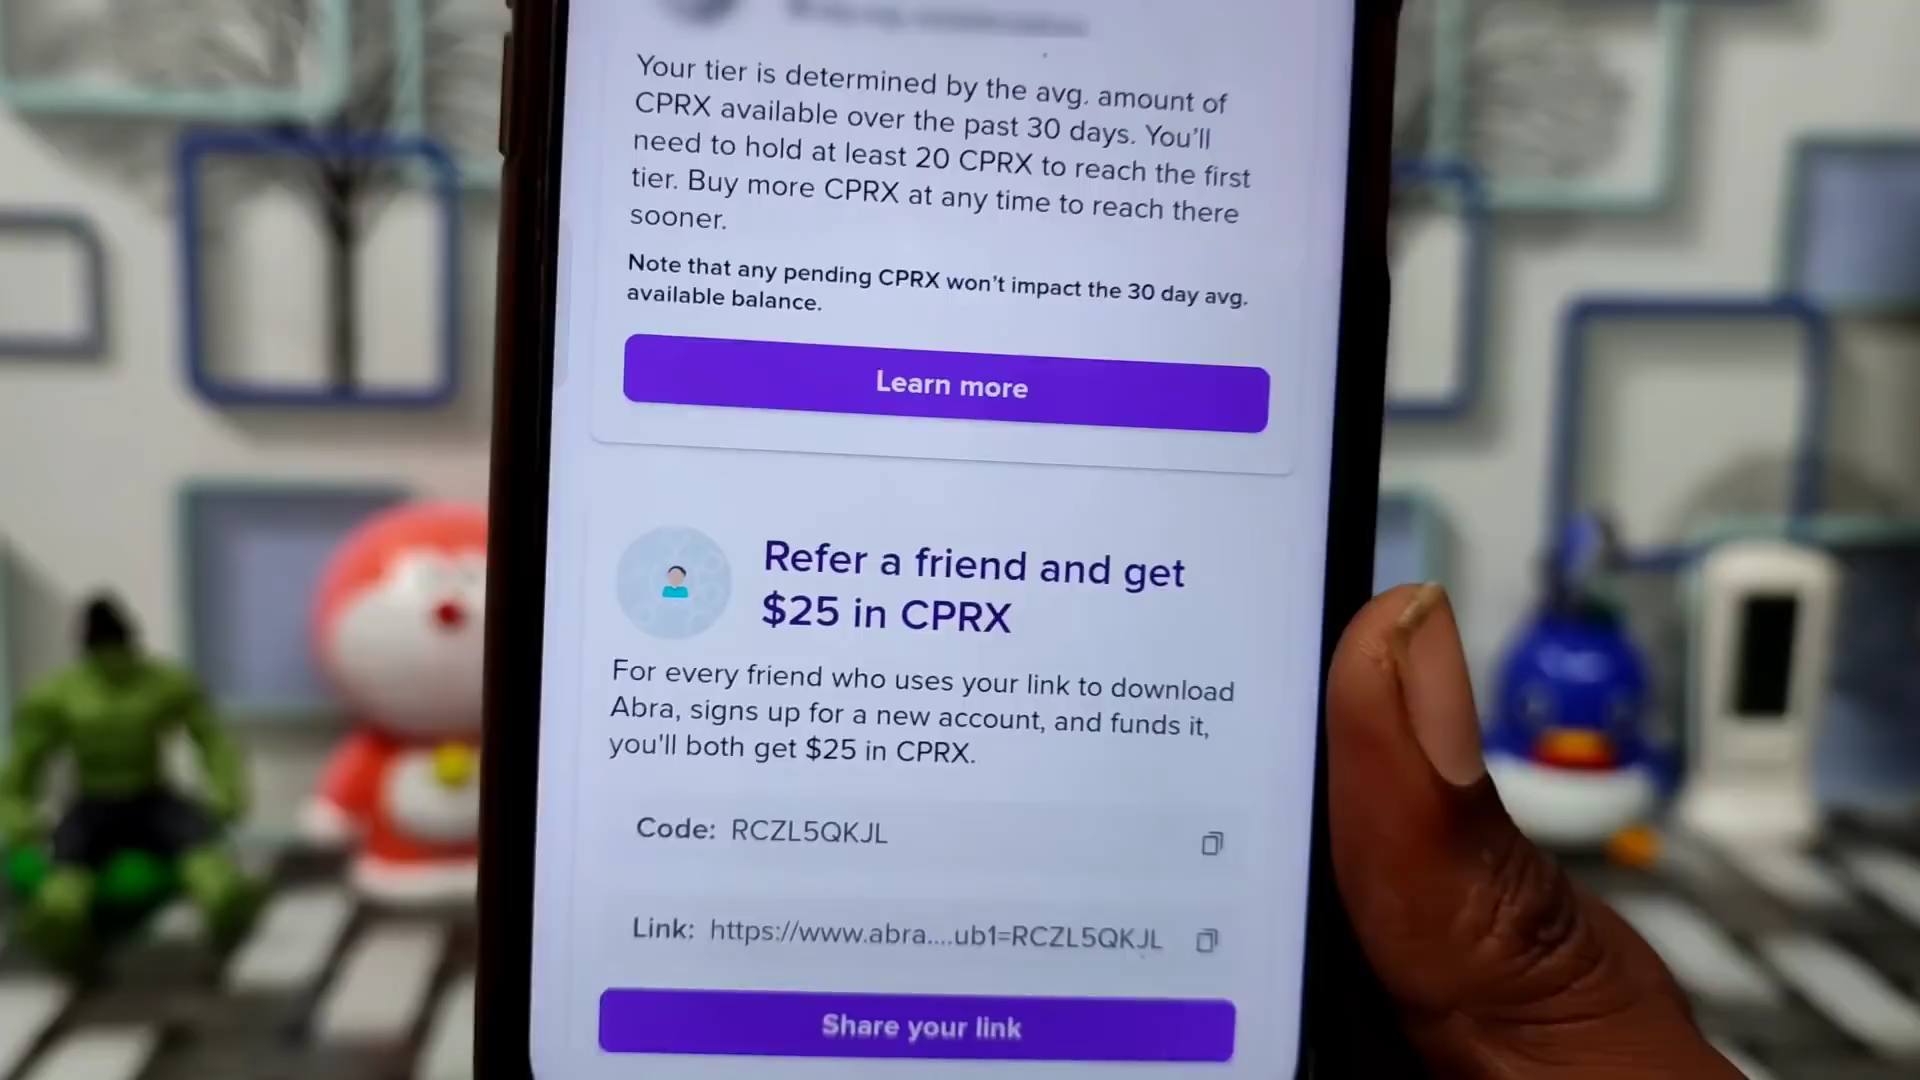 Your tier is determined by the avg. amount of
CPRX available over the past 30 days. You'll
need to hold at least 20 CPRX to reach the first
tier. Buy more CPRX at any time to reach there
sooner.
Note that any pending CPRX won't impact the 30 day avg.
available balance.
Learn more
Refer a friend and get
$25 in CPRX
For every friend who uses your link to download
Abra, signs up for a new account, and funds it,
you'll both get $25 in CPRX.
Code: RCZL5QKJL
Link: https://www.abra....ub1=RCZL5QKJL
Share your link